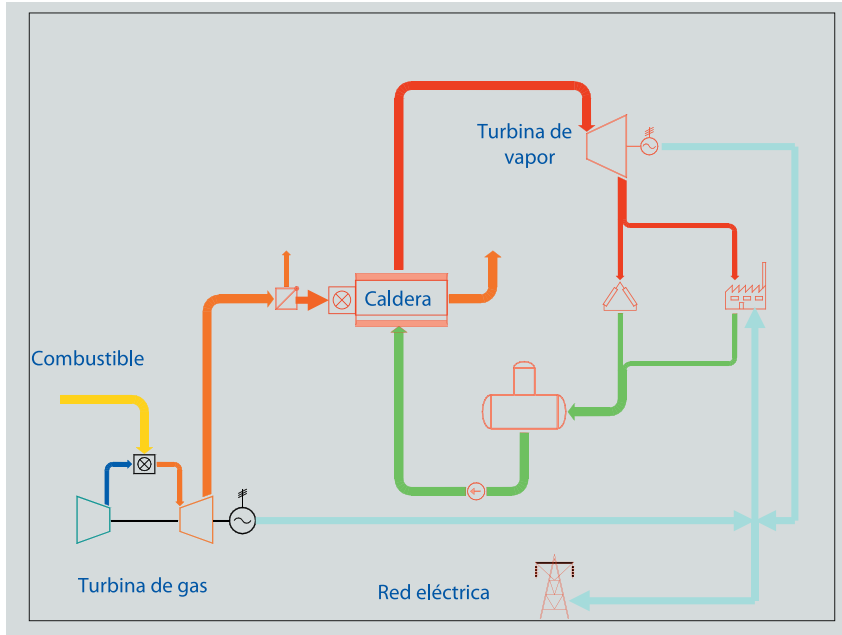 Turbina de
vapor
Caldera
Combustible
Turbina de gas
Red eléctrica